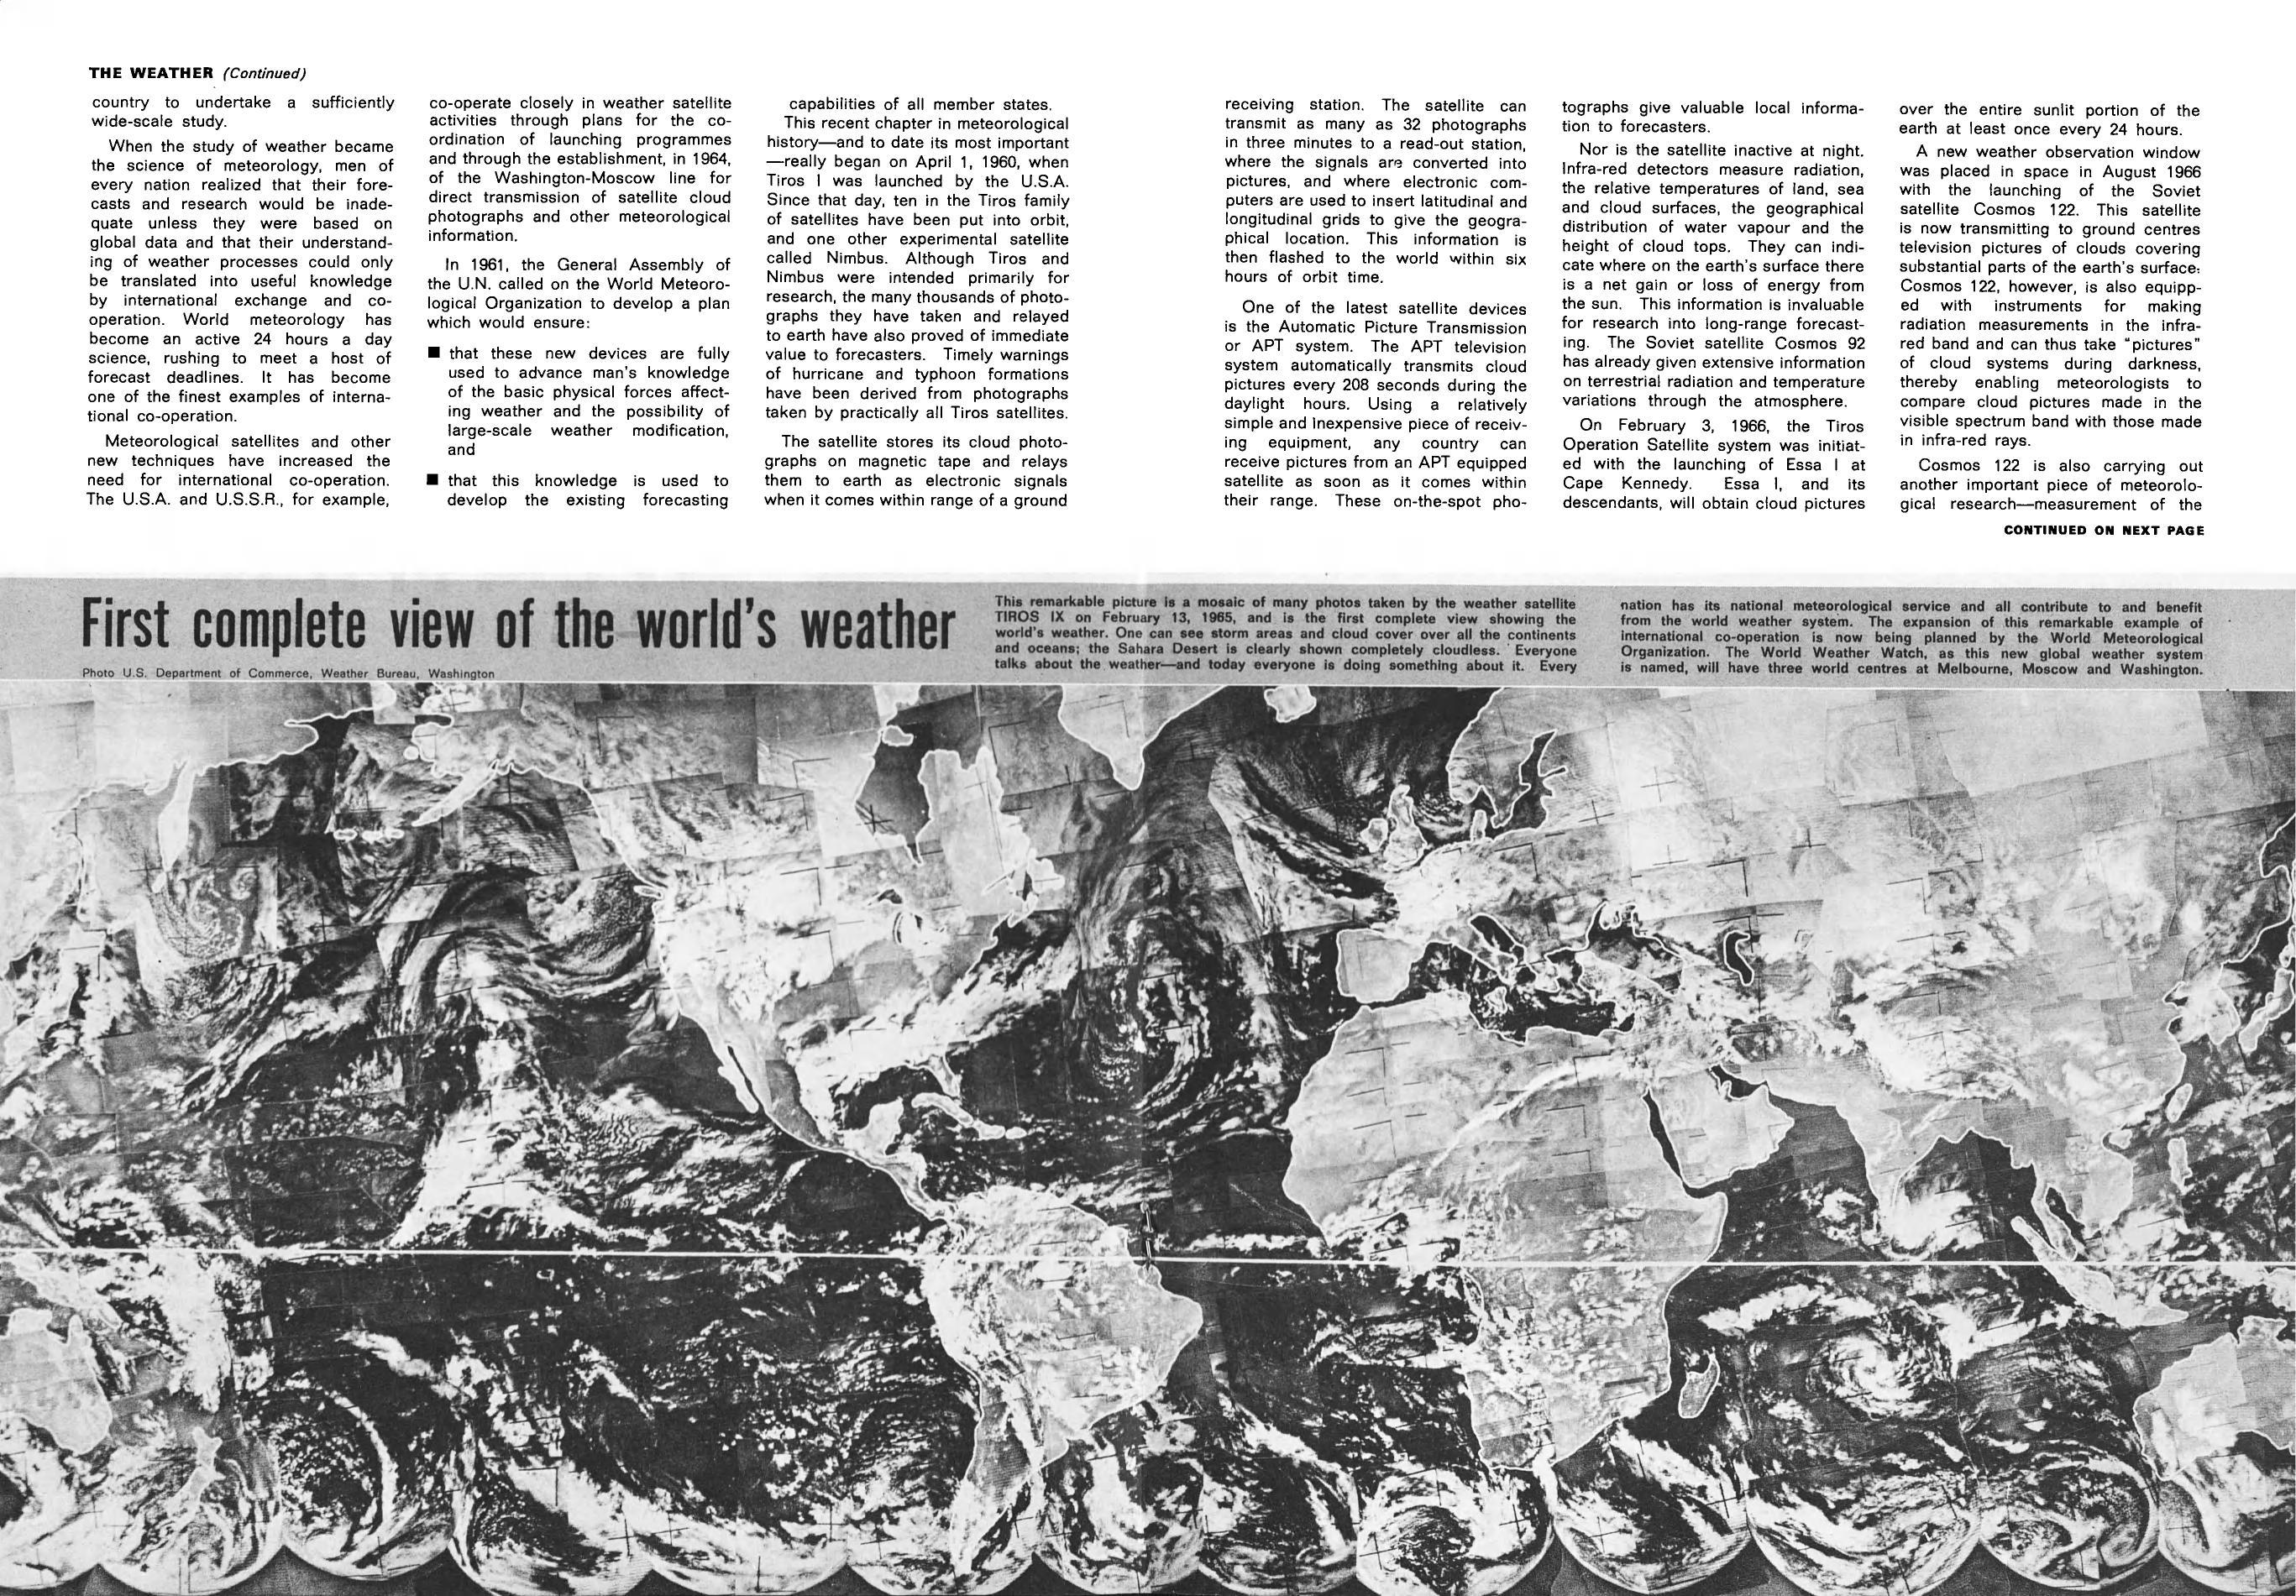 THE WEATHER (Continued)
country to undertake a sufficiently
wide-scale study.
When the study of weather became
the science of meteorology, men of
every nation realized that their fore-
casts and research would be inade-
quate unless they were based on
global data and that their understand-
ing of weather processes could only
be translated into useful knowledge
by international exchange and co-
operation. World meteorology has
become an active 24 hours a day
science, rushing to meet a host of
forecast deadlines. It has become
one of the finest examples of interna-
tional co-operation.
Meteorological satellites and other
new techniques have increased the
need for international co-operation.
The U.S.A. and U.S.S.R., for example,
co-operate closely in weather satellite
activities through plans for the co-
ordination of launching programmes
and through the establishment, in 1964,
of the Washington-Moscow line for
direct transmission of satellite cloud
photographs and other meteorological
information.
In 1961, the General Assembly of
the U.N. called on the World Meteoro-
logical Organization to develop a plan
which would ensure:
■ that these new devices are fully
used to advance man's knowledge
of the basic physical forces affect-
ing weather and the possibility of
large-scale weather modification,
and
■ that this knowledge is used to
develop the existing forecasting
capabilities of all member states.
This recent chapter in meteorological
history—and to date its most important
—really began on April 1, 1960, when
Tiros I was launched by the U.S.A.
Since that day, ten in the Tiros family
of satellites have been put into orbit,
and one other experimental satellite
called Nimbus. Although Tiros and
Nimbus were intended primarily for
research, the many thousands of photo-
graphs they have taken and relayed
to earth have also proved of immediate
value to forecasters. Timely warnings
of hurricane and typhoon formations
have been derived from photographs
taken by practically all Tiros satellites.
The satellite stores its cloud photo-
graphs on magnetic tape and relays
them to earth as electronic signals
when it comes within range of a ground
receiving station. The satellite can
transmit as many as 32 photographs
in three minutes to a read-out station,
where the signals are converted into
pictures, and where electronic com-
puters are used to insert latitudinal and
longitudinal grids to give the geogra-
phical location. This information is
then flashed to the world within six
hours of orbit time.
One of the latest satellite devices
is the Automatic Picture Transmission
or APT system. The APT television
system automatically transmits cloud
pictures every 208 seconds during the
daylight hours. Using a relatively
simple and inexpensive piece of receiv-
ing equipment, any country can
receive pictures from an APT equipped
satellite as soon as it comes within
their range. These on-the-spot pho-
tographs give valuable local informa-
tion to forecasters.
Nor is the satellite inactive at night.
Infra-red detectors measure radiation,
the relative temperatures of land, sea
and cloud surfaces, the geographical
distribution of water vapour and the
height of cloud tops. They can indi-
cate where on the earth's surface there
is a net gain or loss of energy from
the sun. This information is invaluable
for research into long-range forecast-
ing. The Soviet satellite Cosmos 92
has already given extensive information
on terrestrial radiation and temperature
variations through the atmosphere.
On February 3, 1966, the Tiros
Operation Satellite system was initiat-
ed with the launching of Essa I at
Cape Kennedy. Essa I, and its
descendants, will obtain cloud pictures
over the entire sunlit portion of the
earth at least once every 24 hours.
A new weather observation window
was placed in space in August 1966
with the launching of the Soviet
satellite Cosmos 122. This satellite
is now transmitting to ground centres
television pictures of clouds covering
substantial parts of the earth's surface.
Cosmos 122, however, is also equipp-
ed with instruments for making
radiation measurements in the infra-
red band and can thus take "pictures"
of cloud systems during darkness,
thereby enabling meteorologists to
compare cloud pictures made in the
visible spectrum band with those made
in infra-red rays.
Cosmos 122 is also carrying out
another important piece of meteorolo-
gical research—measurement of the
CONTINUED ON NEXT PAGE
First complete view of the world's weather
Photo U.S. Department of Commerce, Weather Bureau, Washington
This remarkable picture is a mosaic of many photos taken by the weather satellite
TIROS IX on February 13, 1965, and is the first complete view showing the
world's weather. One can see storm areas and cloud cover over all the continents
and oceans; the Sahara Desert is clearly shown completely cloudless. Everyone
talks about the weather—and today everyone is doing something about it. Every
nation has its national meteorological service and all contribute to and benefit
from the world weather system. The expansion of this remarkable example of
international co-operation is now being planned by the World Meteorological
Organization. The World Weather Watch, as this new global weather system
is named, will have three world centres at Melbourne, Moscow and Washington.